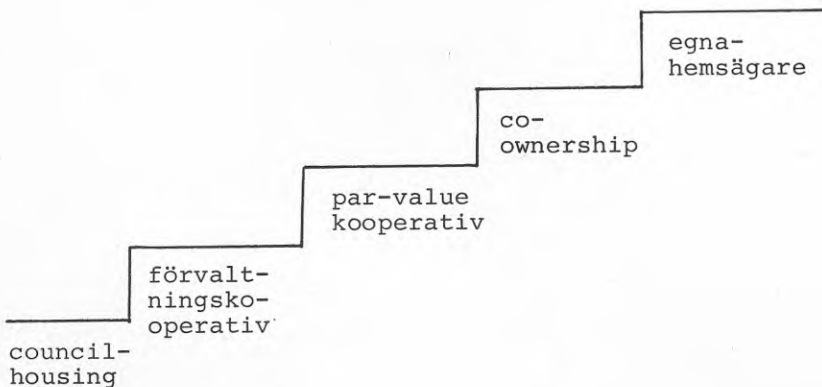 egna-
hemsägare
co-
ownership
par-value
kooperativ
förvalt-
ningsko-
operativ
council-
housing